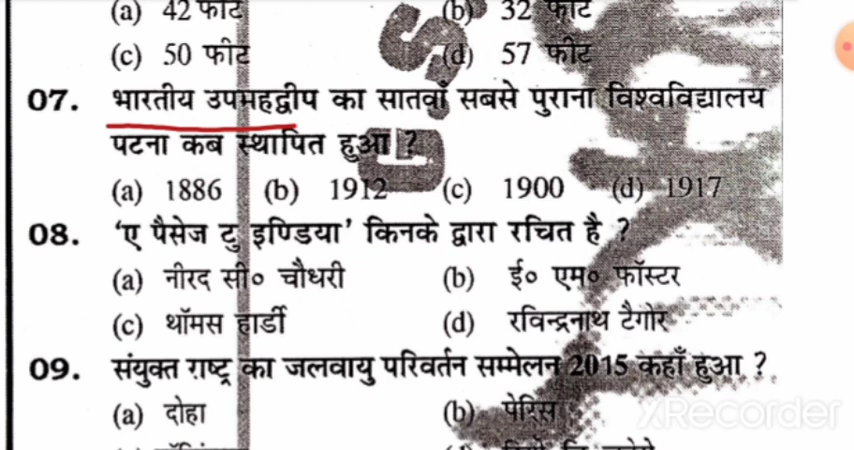 (a) 42 फीट (b) 32 फीट
(c) 50 फीट (d) 57 फीट
07. भारतीय उपमहद्वीप का सातवाँ सबसे पुराना विश्वविद्यालय
पटना कब स्थापित हुआ ?
(a) 1886 (b) 1912 (c) 1900 (d) 1917
08. 'ए पैसेज टु इण्डिया' किनके द्वारा रचित है ?
(a) नीरद सी० चौधरी (b) ई० एम० फॉस्टर
(c) थॉमस हार्डी (d) रविन्द्रनाथ टैगोर
09. संयुक्त राष्ट्र का जलवायु परिवर्तन सम्मेलन 2015 कहाँ हुआ ?
(a) दोहा (b) पेरिस
XRecorder